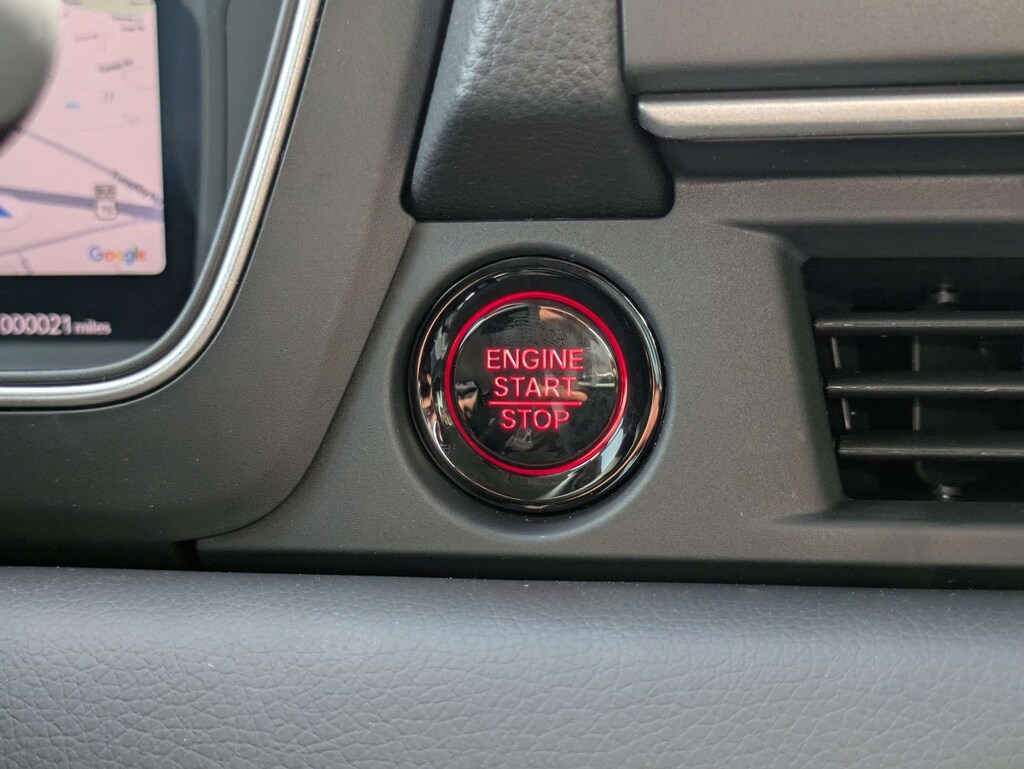 Google
000021 miles
ENGINE
START
STOP